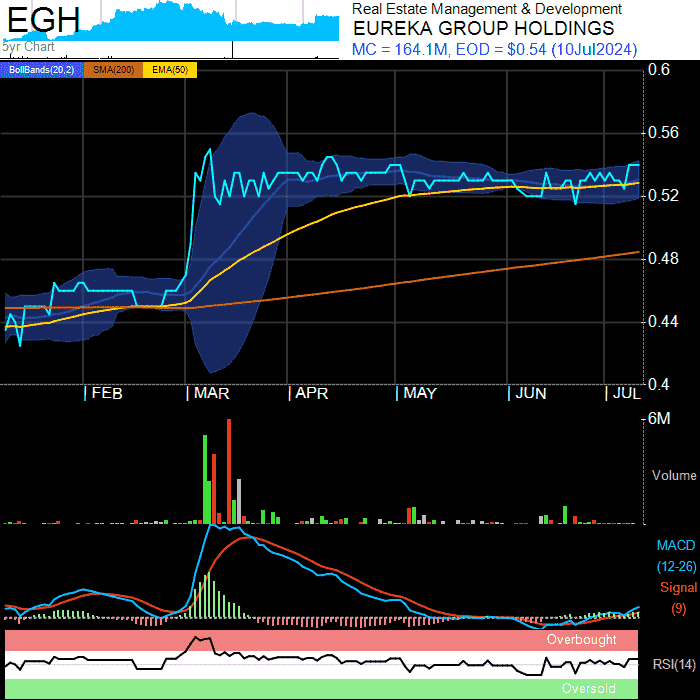 EGH
5yr Chart
Real Estate Management & Development
EUREKA GROUP HOLDINGS
MC = 164.1M, EOD = $0.54 (10Jul2024)
BollBands(20,2) SMA(200) EMA(50)
0.6
0.56
0.52
0.48
0.44
0.4
FEB MAR APR MAY JUN JUL
6M
Volume
MACD
(12-26)
Signal
(9)
Overbought
RSI(14)
Oversold